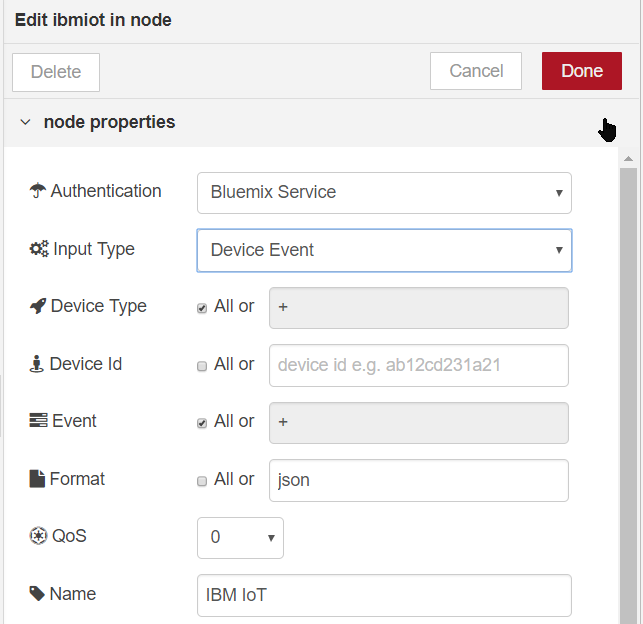 Edit ibmiot in node
Delete Cancel Done
node properties
Authentication Bluemix Service
Input Type Device Event
Device Type All or +
Device Id All or device id e.g. ab12cd231a21
Event All or +
Format All or json
QoS 0
Name IBM IoT